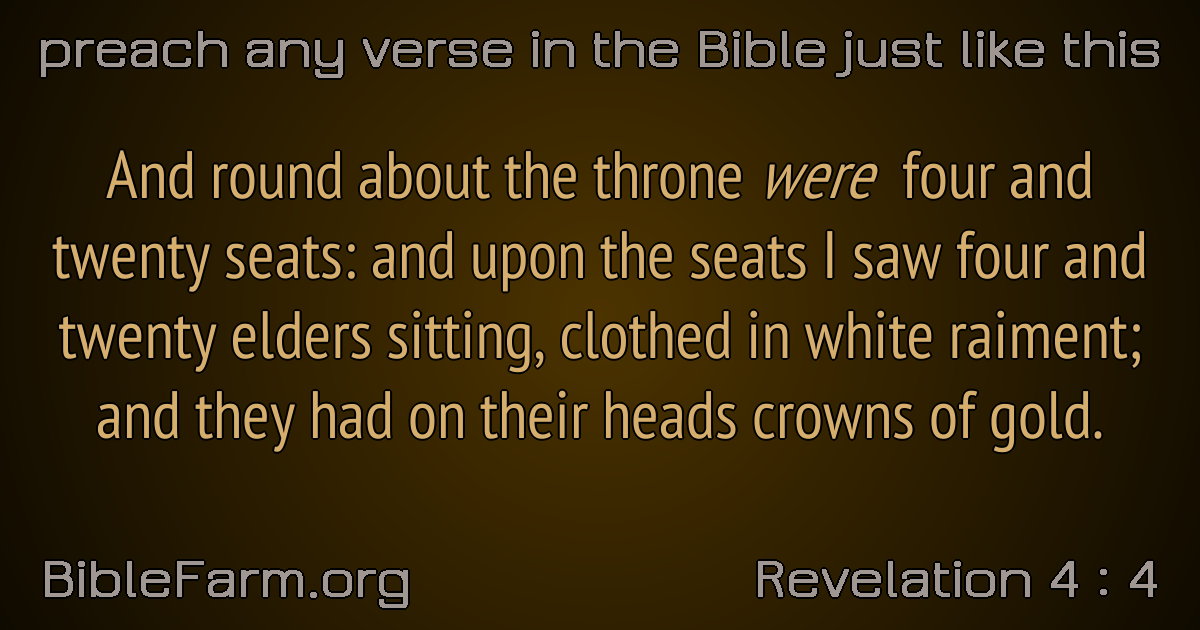 preach any verse in the Bible just like this
And round about the throne were four and
twenty seats: and upon the seats I saw four and
twenty elders sitting, clothed in white raiment;
and they had on their heads crowns of gold.
BibleFarm.org
Revelation 4 : 4